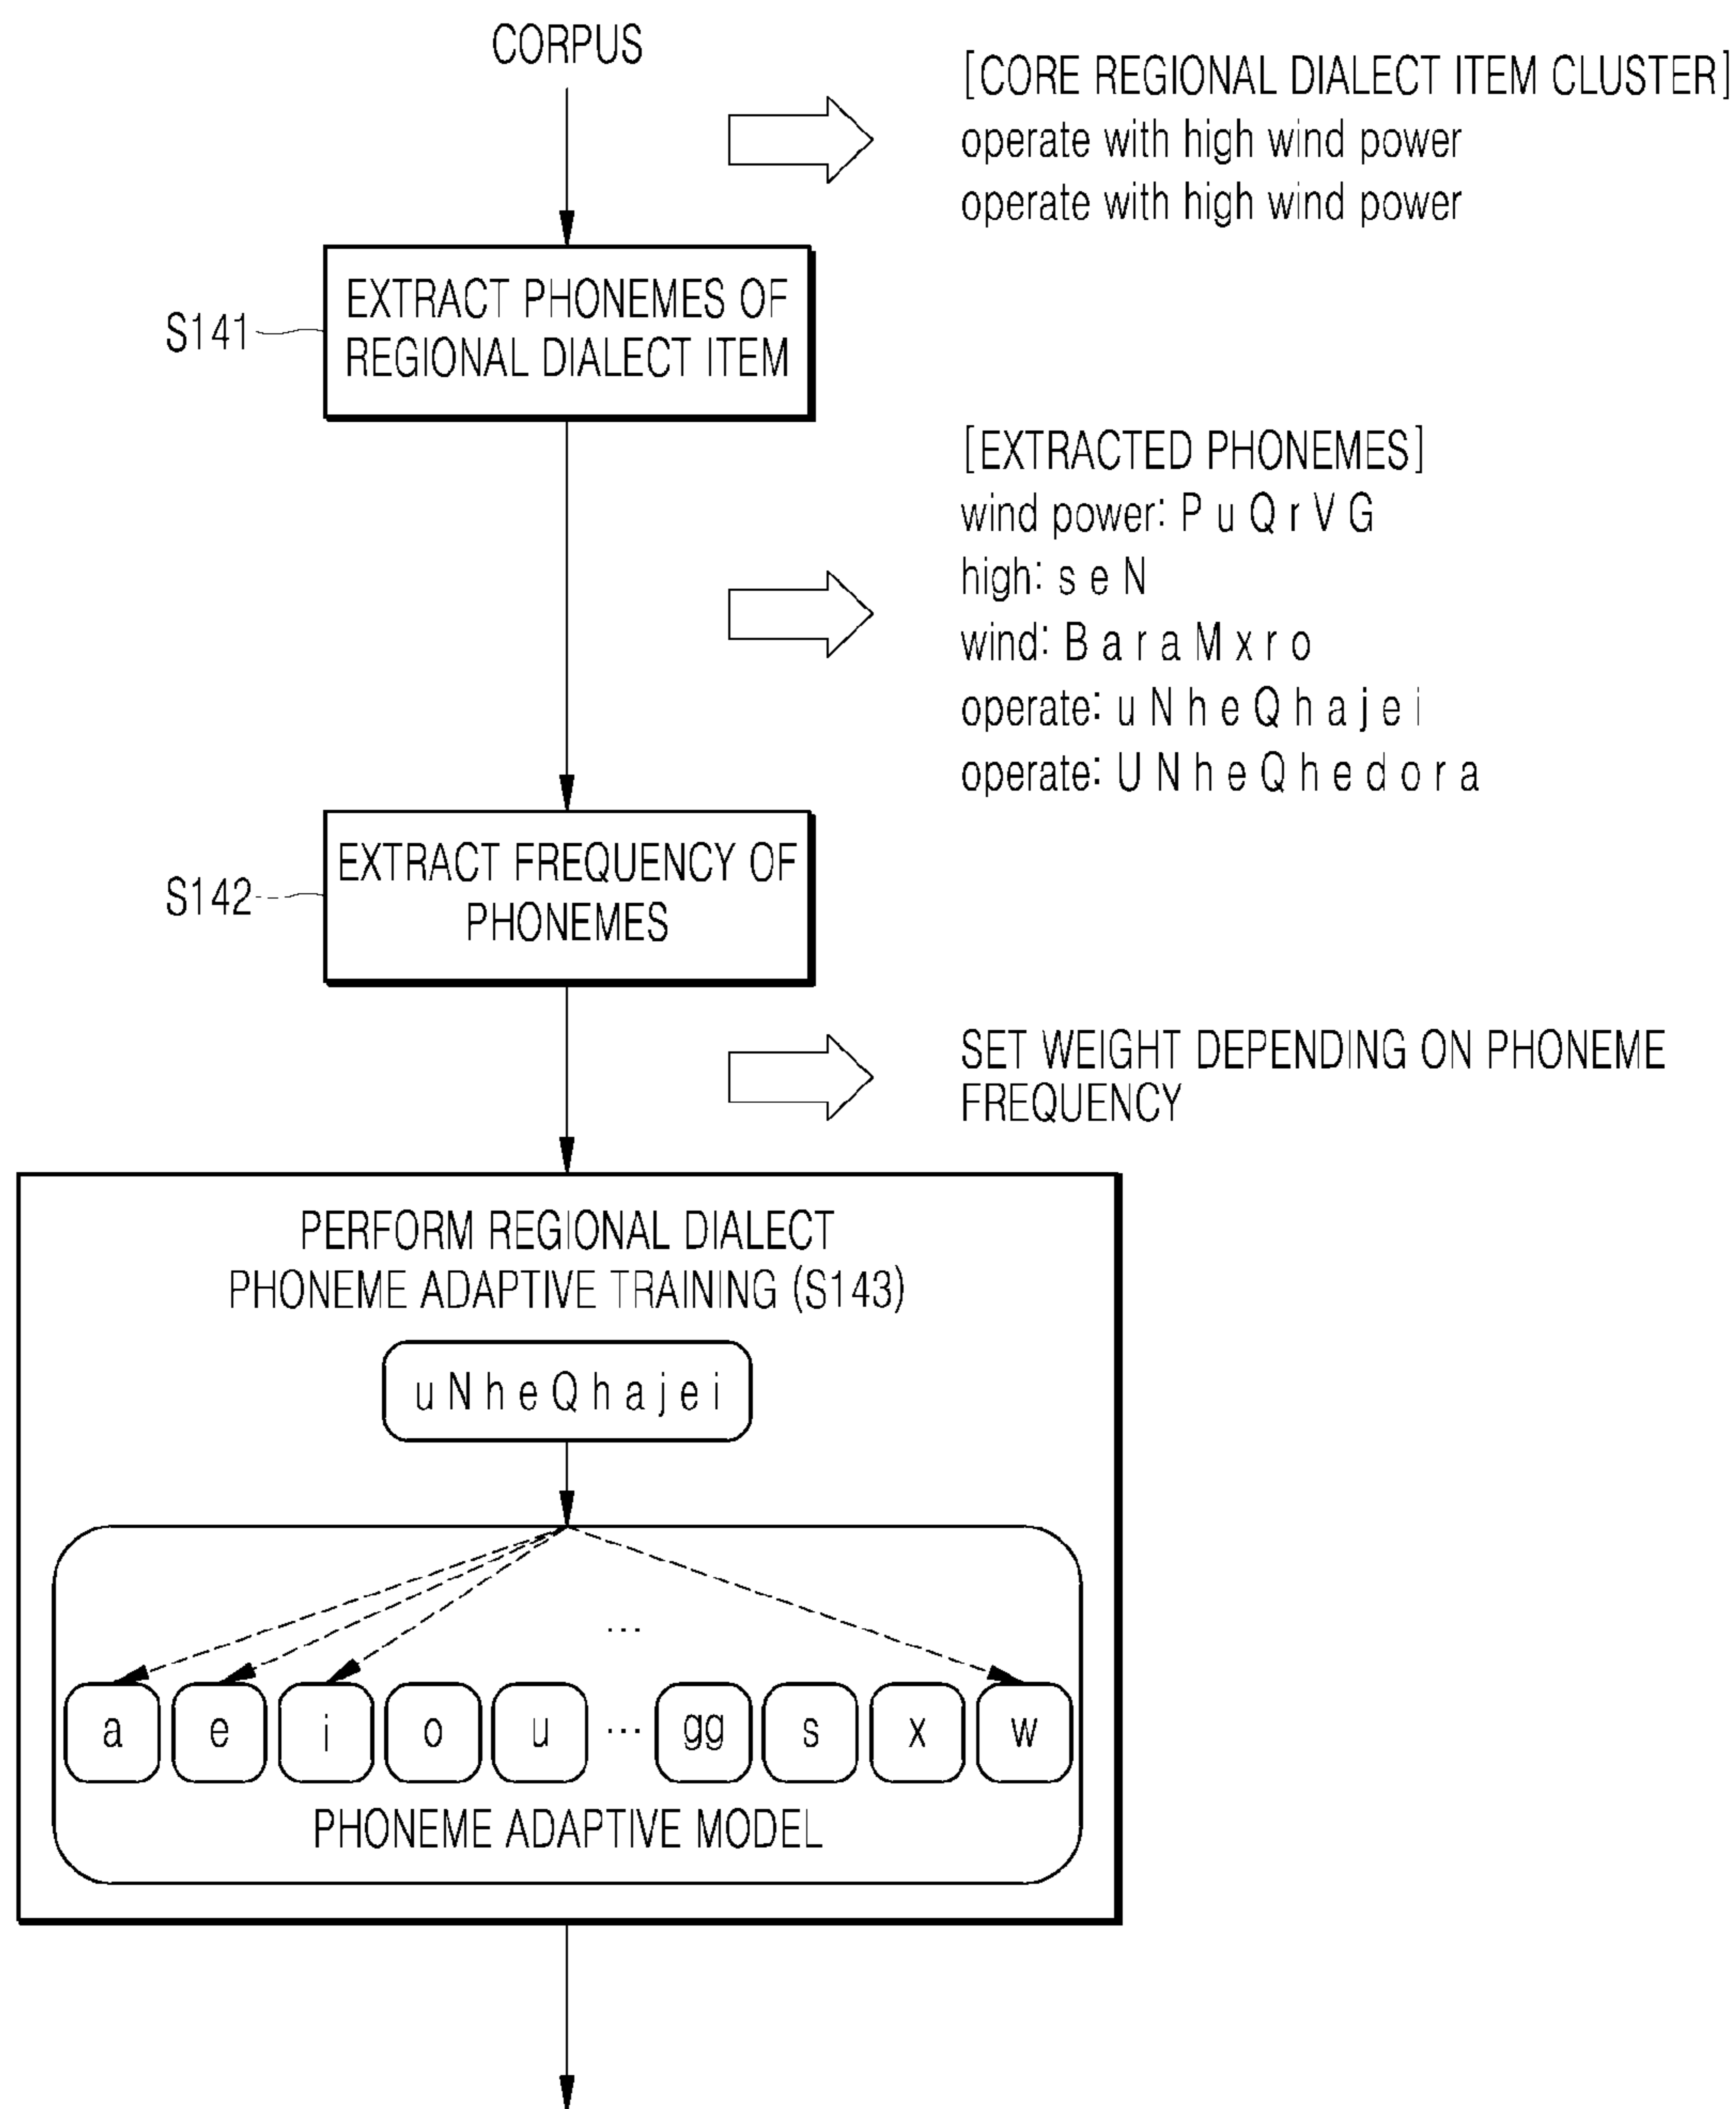 CORPUS
[CORE REGIONAL DIALECT ITEM CLUSTER]
operate with high wind power
operate with high wind power
S141
EXTRACT PHONEMES OF
REGIONAL DIALECT ITEM
[EXTRACTED PHONEMES]
wind power: P u Q r V G
high: s e N
wind: B a r a M x r o
operate: u N h e Q h a j e i
operate: U N h e Q h e d o r a
S142
EXTRACT FREQUENCY OF
PHONEMES
SET WEIGHT DEPENDING ON PHONEME
FREQUENCY
PERFORM REGIONAL DIALECT
PHONEME ADAPTIVE TRAINING (S143)
u N h e Q h a j e i
...
a e i o u ... gg s x w
PHONEME ADAPTIVE MODEL